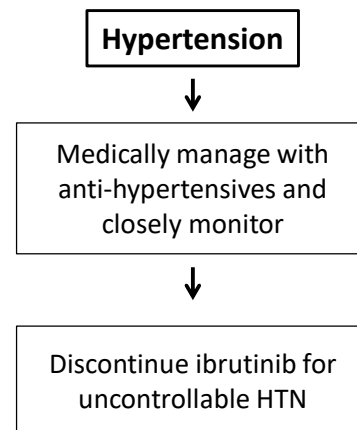 Hypertension
Medically manage with
anti-hypertensives and
closely monitor
Discontinue ibrutinib for
uncontrollable HTN